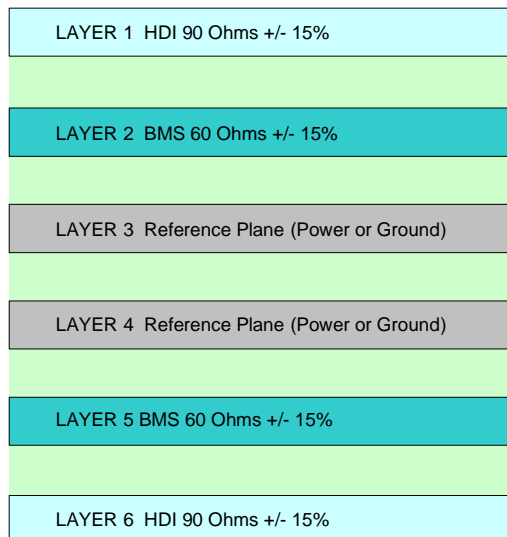 LAYER 1 HDI 90 Ohms +/- 15%
LAYER 2 BMS 60 Ohms +/- 15%
LAYER 3 Reference Plane (Power or Ground)
LAYER 4 Reference Plane (Power or Ground)
LAYER 5 BMS 60 Ohms +/- 15%
LAYER 6 HDI 90 Ohms +/- 15%